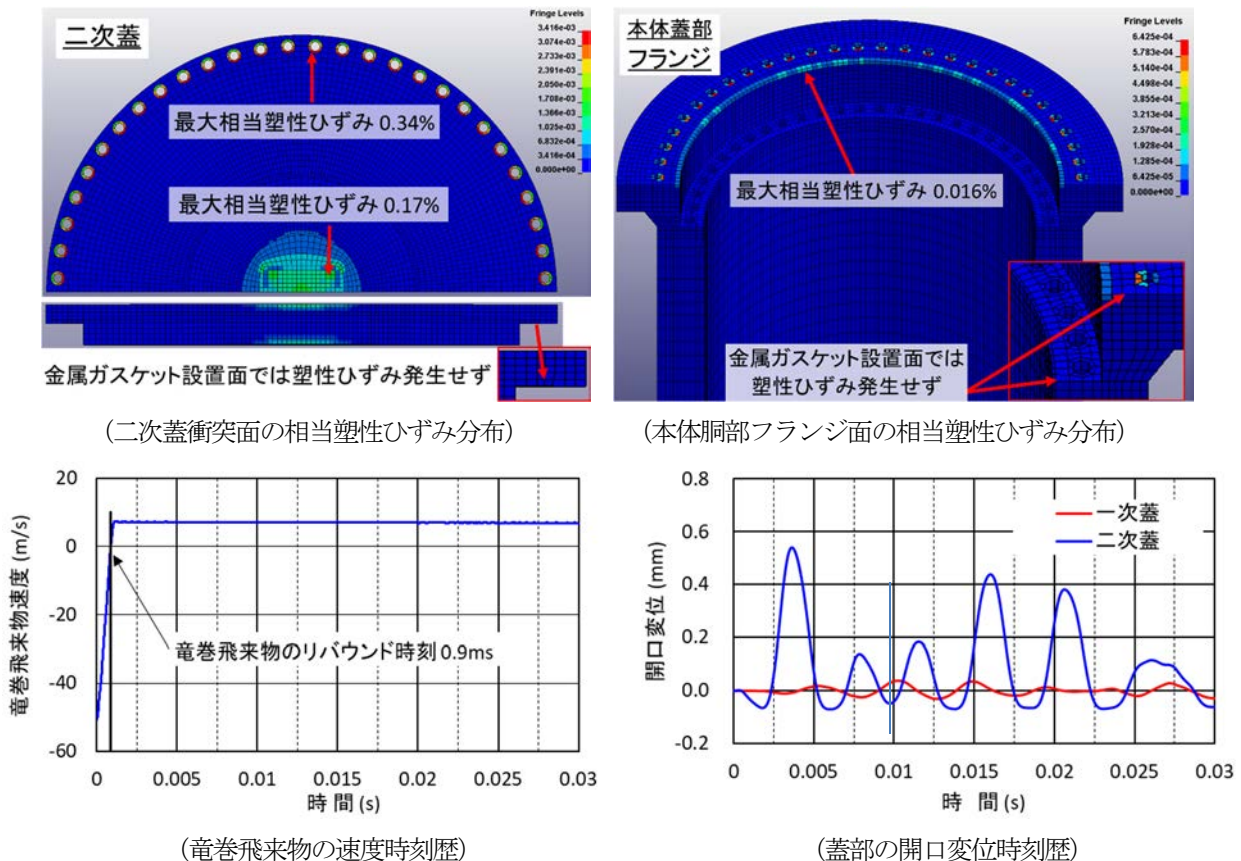 二次蓋
最大相当塑性ひずみ 0.34%
最大相当塑性ひずみ 0.17%
金属ガスケット設置面では塑性ひずみ発生せず
Fringe Levels
3.416e-03
3.074e-03
2.733e-03
2.391e-03
2.050e-03
1.708e-03
1.366e-03
1.025e-03
6.832e-04
3.416e-04
0.000e+00
(二次蓋衝突面の相当塑性ひずみ分布)
本体蓋部
フランジ
最大相当塑性ひずみ 0.016%
金属ガスケット設置面では
塑性ひずみ発生せず
Fringe Levels
6.425e-04
5.783e-04
5.140e-04
4.498e-04
3.855e-04
3.213e-04
2.570e-04
1.928e-04
1.285e-04
6.425e-05
0.000e+00
(本体胴部フランジ面の相当塑性ひずみ分布)
竜巻飛来物速度 (m/s)
20
0
-20
-40
-60
竜巻飛来物のリバウンド時刻 0.9ms
0 0.005 0.01 0.015 0.02 0.025 0.03
時間 (s)
(竜巻飛来物の速度時刻歴)
開口変位 (mm)
0.8
0.6
0.4
0.2
0.0
-0.2
一次蓋
二次蓋
0 0.005 0.01 0.015 0.02 0.025 0.03
時 間 (s)
(蓋部の開口変位時刻歴)